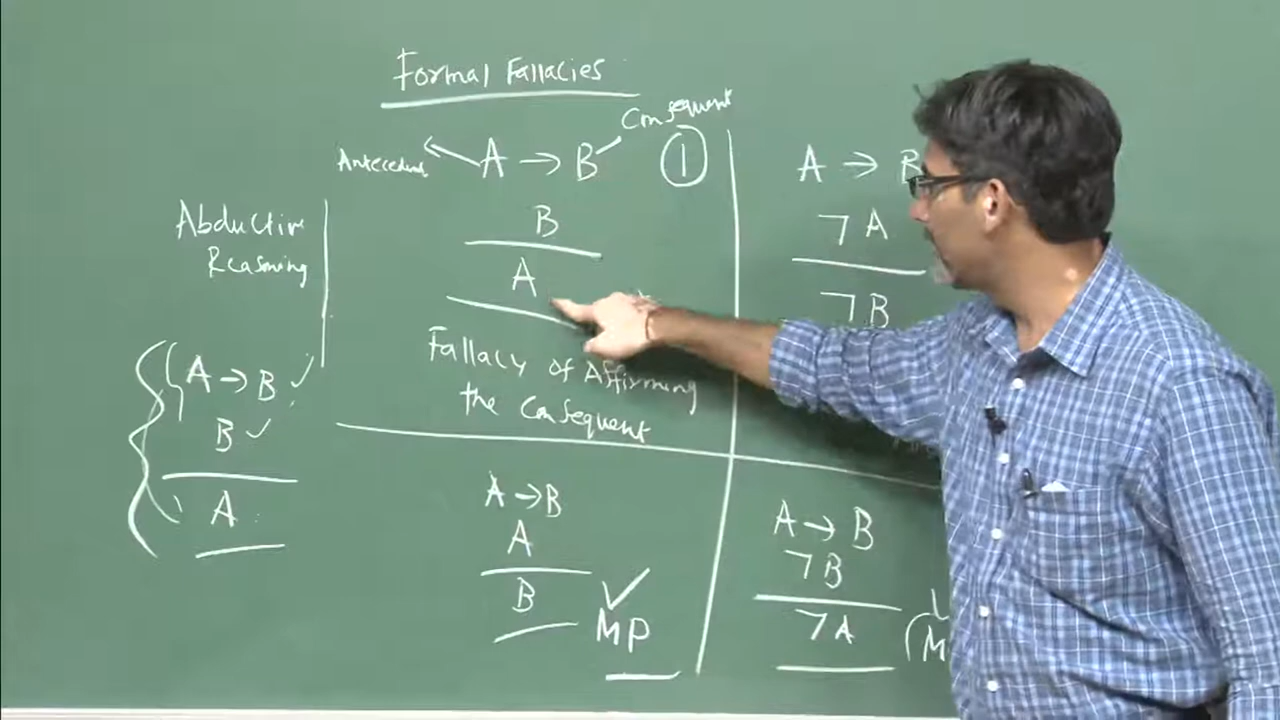 Formal Fallacies
Consequent
Antecedent A → B ①
B
A
Fallacy of Affirming
the Consequent
A → B
¬A
¬B
Abductive
Reasoning
A → B ✓
B ✓
A
A → B
A
B ✓
MP
A → B
¬B
¬A
(M